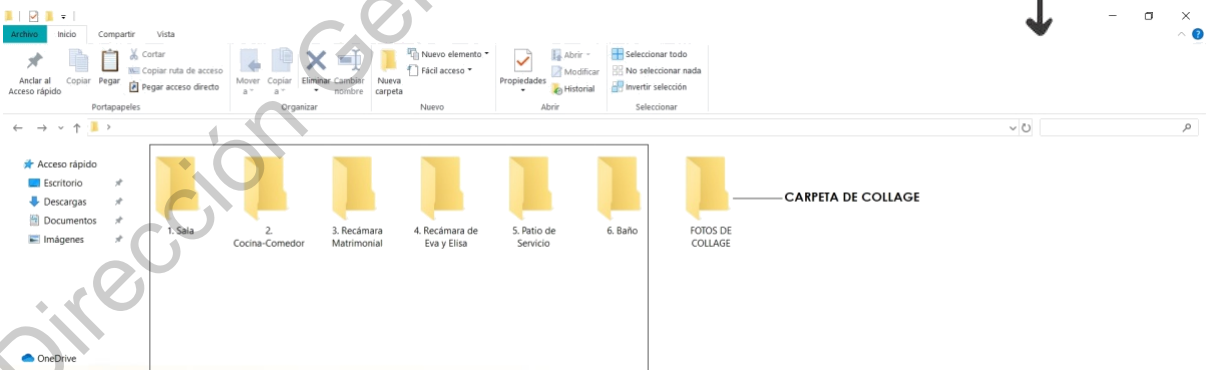 Archivo Inicio Compartir Vista
Anclar al
Acceso rápido
Copiar
Pegar
Cortar
Copiar ruta de acceso
Pegar acceso directo
Portapapeles
Mover
a
Copiar
a
Eliminar
Cambiar
nombre
Organizar
Nueva
carpeta
Nuevo elemento
Fácil acceso
Nuevo
Propiedades
Abrir
Modificar
Historial
Abrir
Seleccionar todo
No seleccionar nada
Invertir selección
Seleccionar
Acceso rápido
Escritorio
Descargas
Documentos
Imágenes
OneDrive
1. Sala
2.
Cocina-Comedor
3. Recámara
Matrimonial
4. Recámara de
Eva y Elisa
5. Patio de
Servicio
6. Baño
FOTOS DE
COLLAGE
CARPETA DE COLLAGE
Dirección Ge